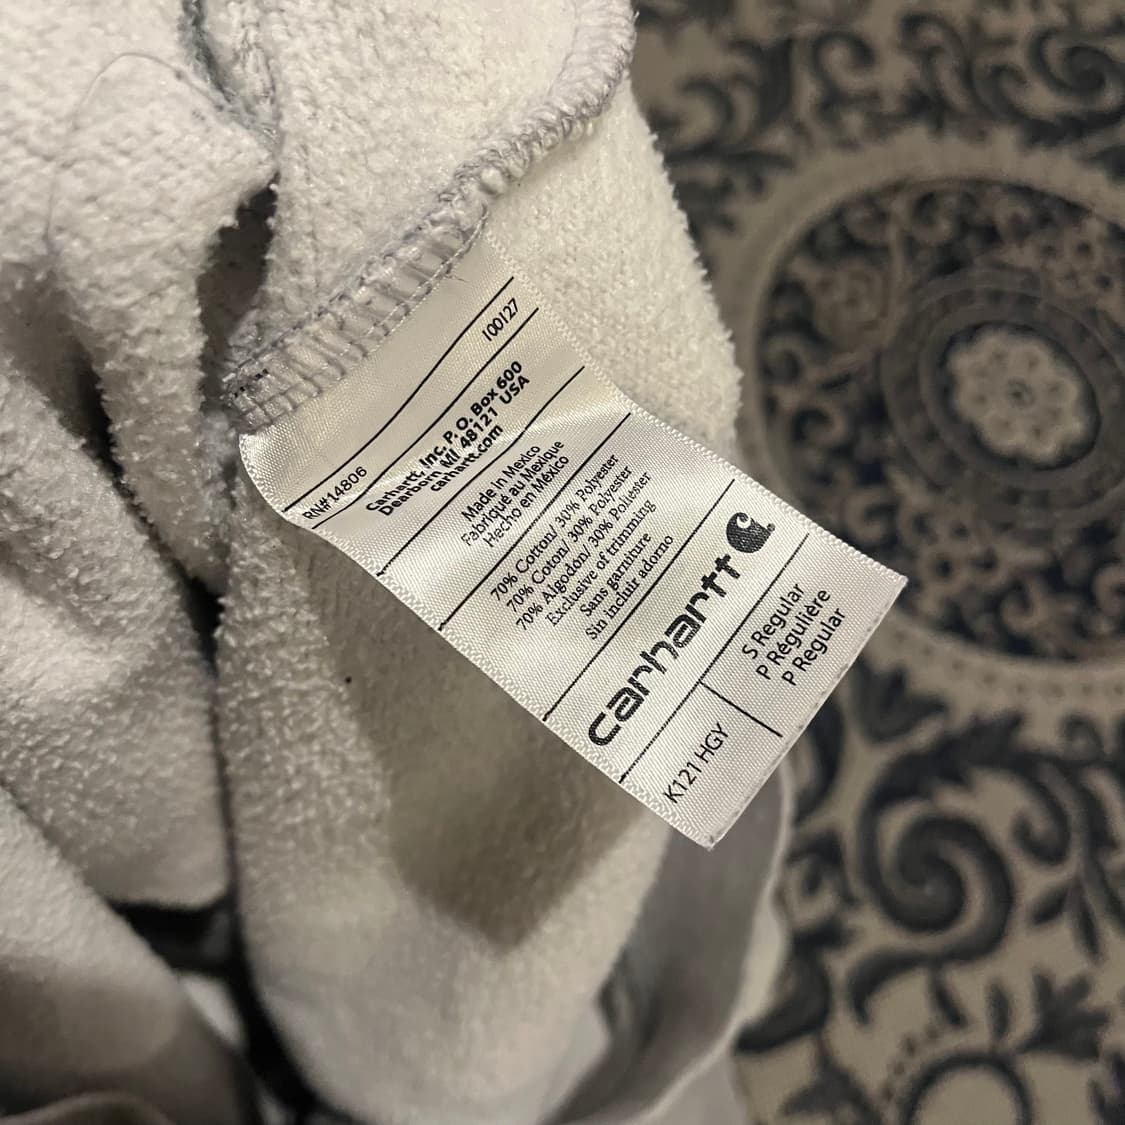 100127
RN#14806
Carhartt, Inc. P.O. Box 600
Dearborn, MI 48121 USA
carhartt.com
Made In Mexico
Fabriqué au Mexique
Hecho en México
70% Cotton/ 30% Polyester
70% Coton/ 30% Polyester
70% Algodón/ 30% Poliester
Exclusive of trimming
Sans garniture
Sin incluir adorno
carhartt
K121 HGY
S Regular
P Régulière
P Regular